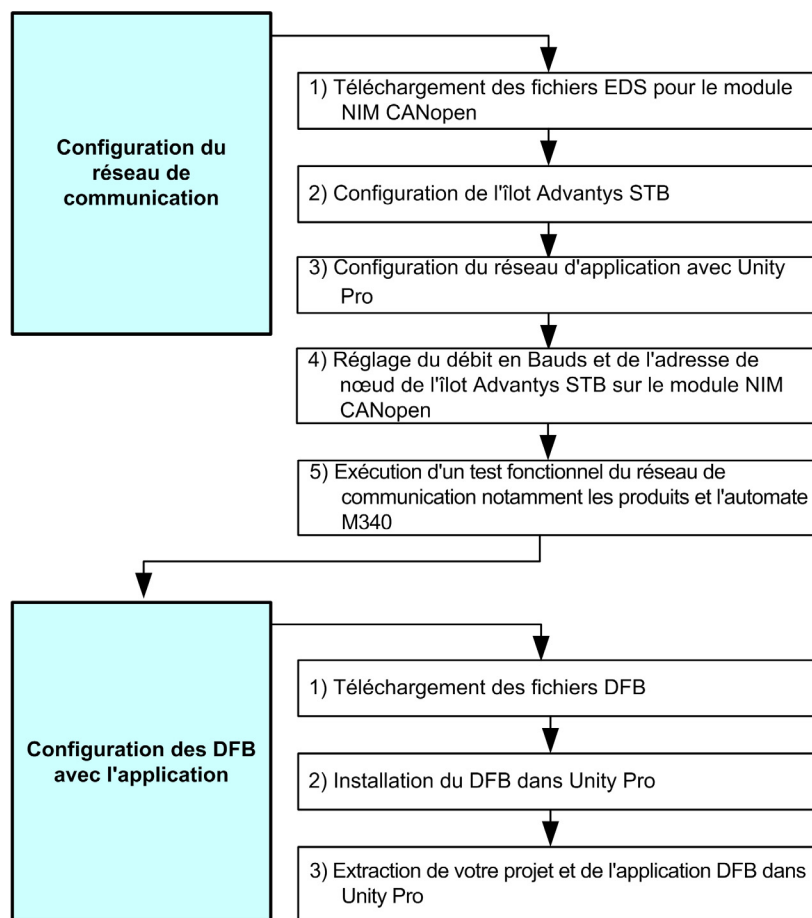 Configuration du
réseau de
communication
1) Téléchargement des fichiers EDS pour le module
NIM CANopen
2) Configuration de l'îlot Advantys STB
3) Configuration du réseau d'application avec Unity
Pro
4) Réglage du débit en Bauds et de l'adresse de
nœud de l'îlot Advantys STB sur le module NIM
CANopen
5) Exécution d'un test fonctionnel du réseau de
communication notamment les produits et l'automate
M340
Configuration des DFB
avec l'application
1) Téléchargement des fichiers DFB
2) Installation du DFB dans Unity Pro
3) Extraction de votre projet et de l'application DFB dans
Unity Pro